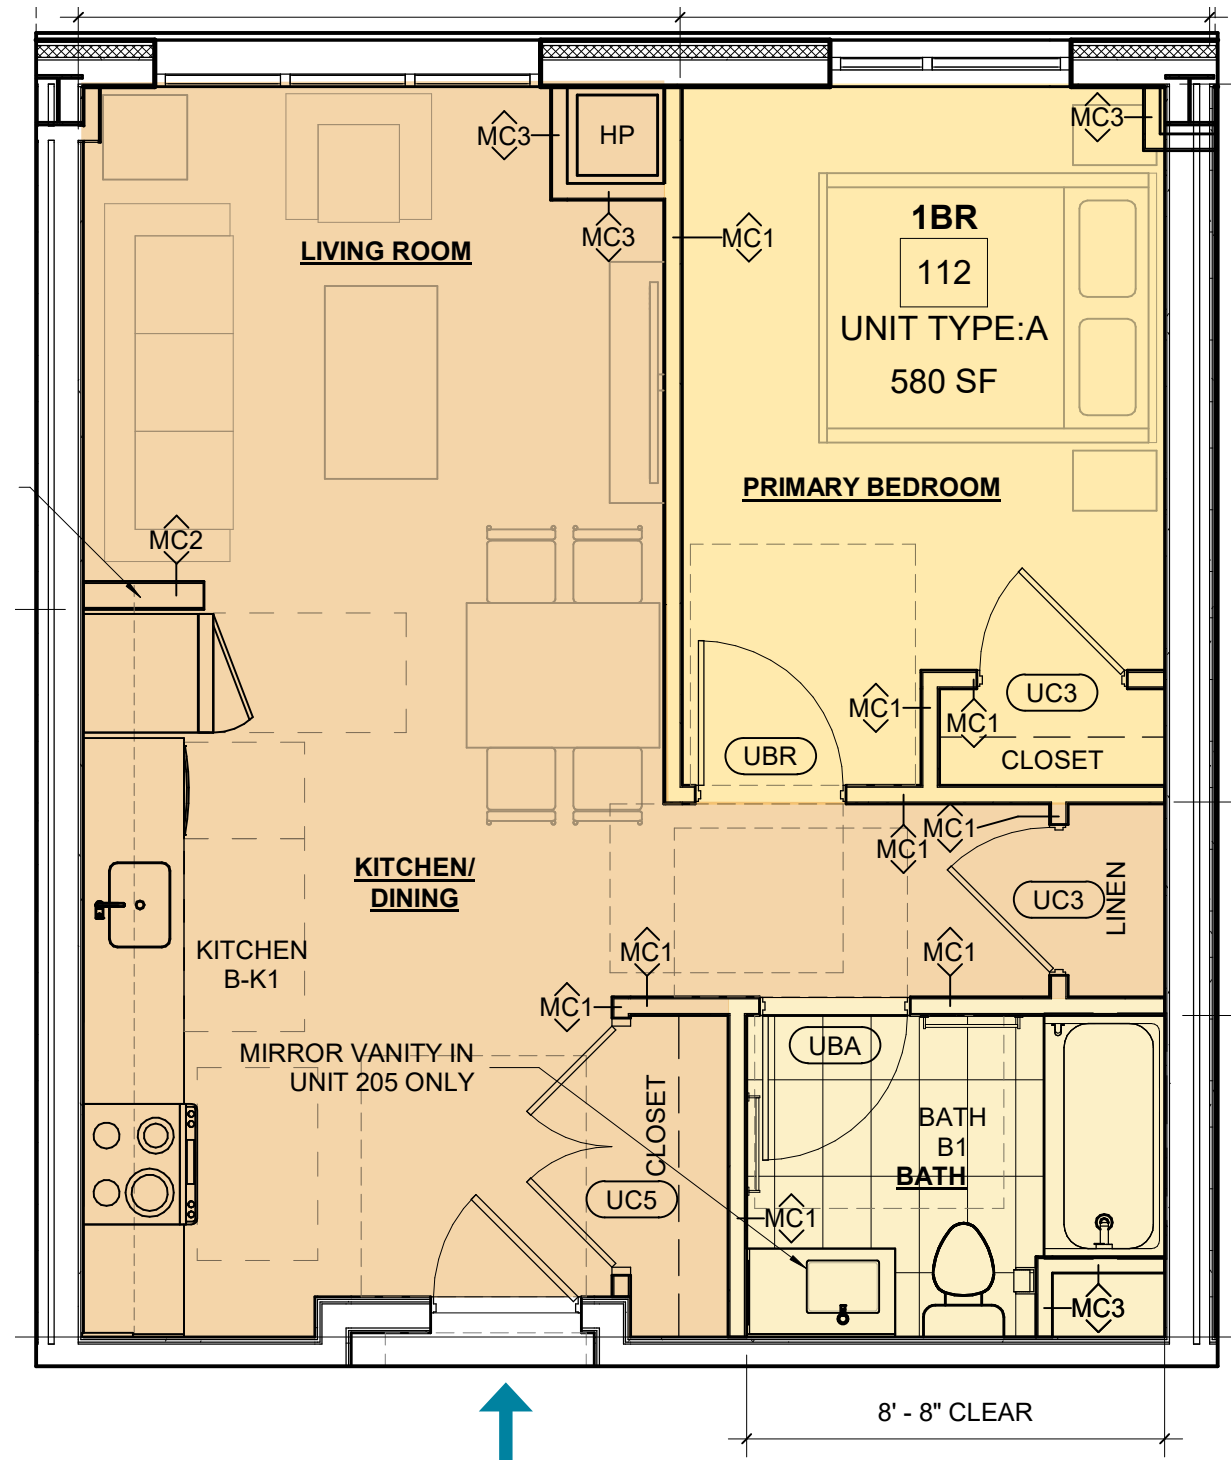 MC3
HP
MC3
LIVING ROOM
MC3
MC1
1BR
112
UNIT TYPE:A
580 SF
PRIMARY BEDROOM
MC2
MC1
MC1
UC3
UBR
CLOSET
MC1
MC1
KITCHEN/
DINING
UC3
LINEN
KITCHEN
B-K1
MC1
MC1
MC1
MIRROR VANITY IN
UNIT 205 ONLY
UBA
CLOSET
BATH
B1
BATH
UC5
MC1
MC3
8' - 8" CLEAR